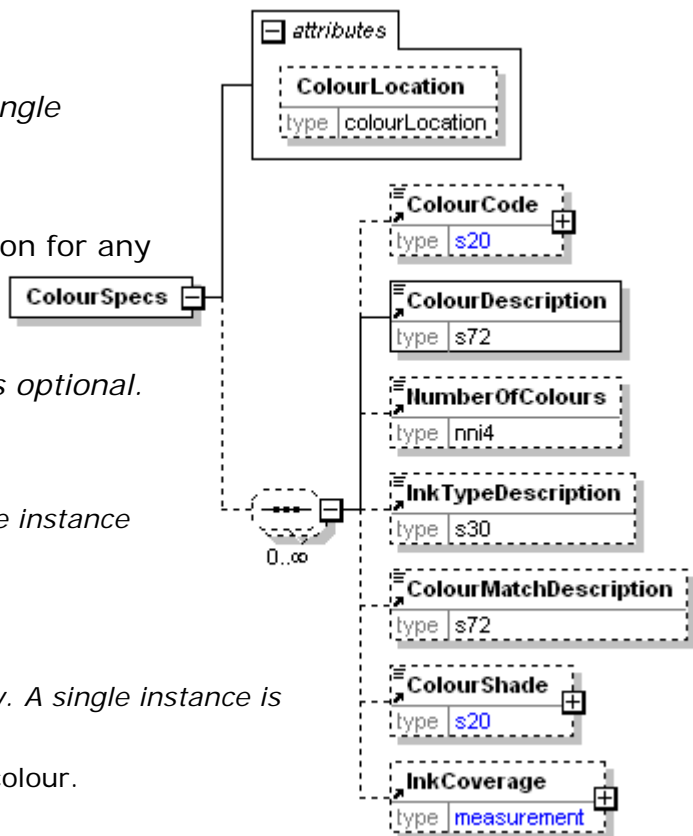 attributes
ColourLocation
ngle
type colourLocation
ColourCode
on for any
type s20
ColourSpecs
ColourDescription
type s72
s optional.
NumberOfColours
type nni4
InkTypeDescription
e instance
type s30
0..∞
ColourMatchDescription
type s72
ColourShade
. A single instance is
type s20
colour.
InkCoverage
type measurement